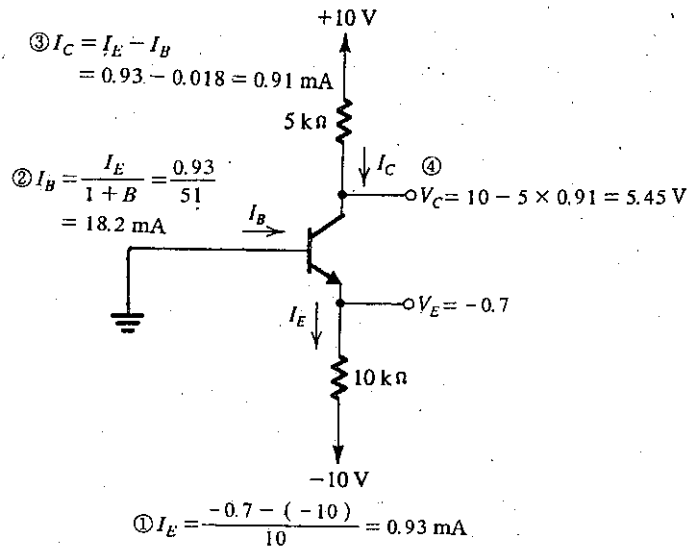 +10 V
③ I_C = I_E − I_B
= 0.93 − 0.018 = 0.91 mA
5 kΩ
I_C ④
V_C = 10 − 5 × 0.91 = 5.45 V
② I_B = I_E / (1 + B) = 0.93 / 51
= 18.2 mA
I_B
V_E = −0.7
I_E
10 kΩ
−10 V
① I_E = −0.7 − (−10) / 10 = 0.93 mA